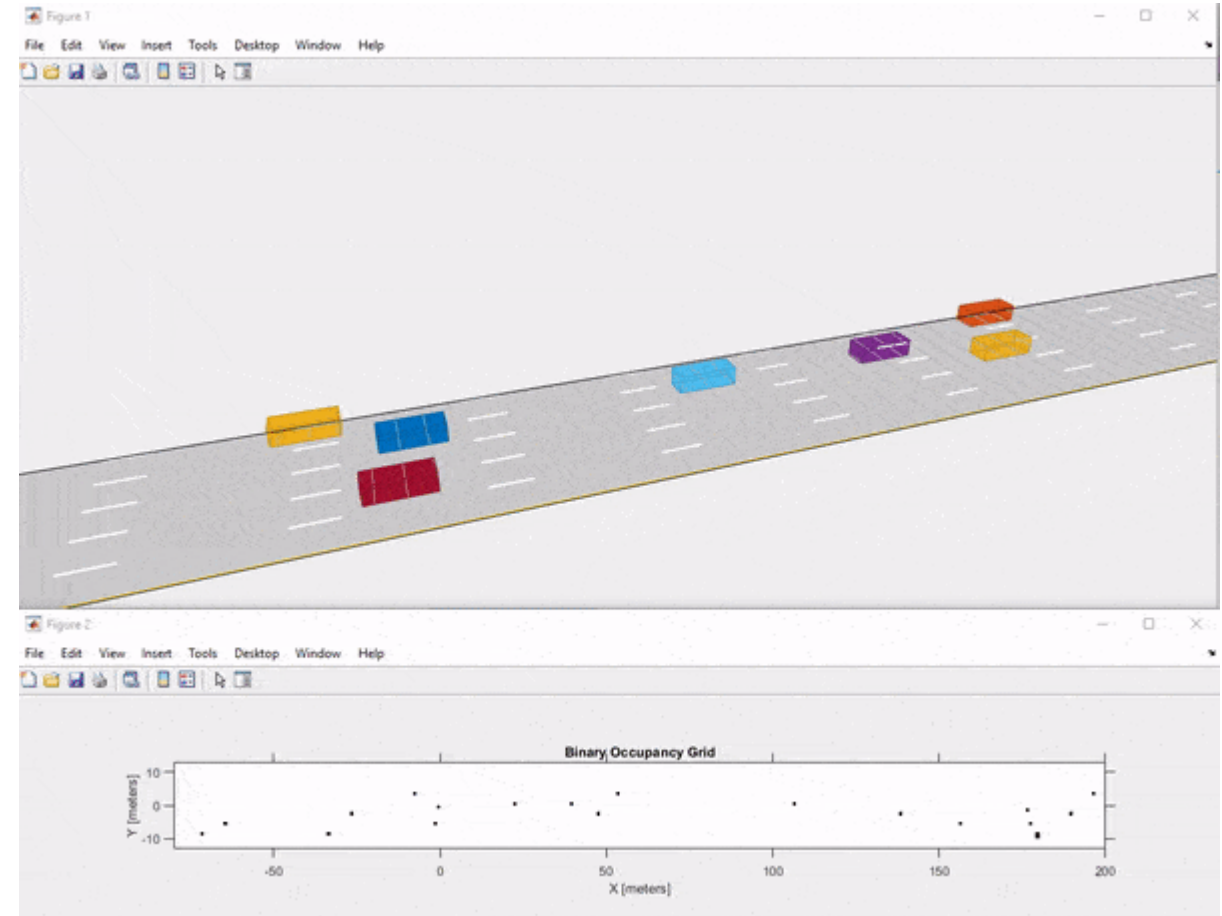 Figure 1
File Edit View Insert Tools Desktop Window Help
Figure 2
File Edit View Insert Tools Desktop Window Help
Binary Occupancy Grid
10
0
-10
Y [meters]
-50 0 50 100 150 200
X [meters]